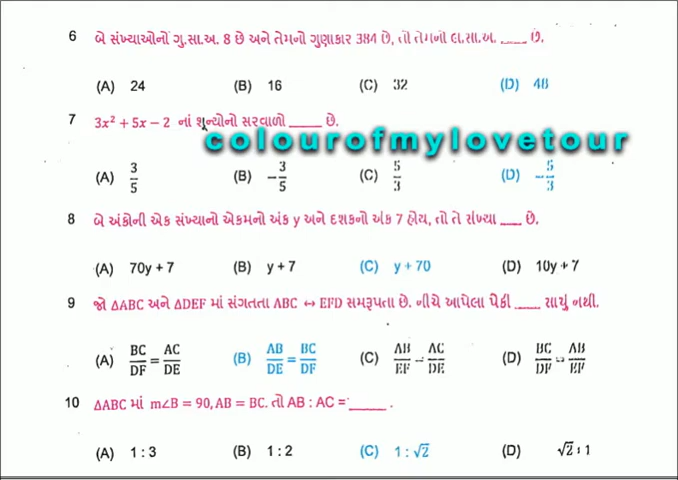 6 બે સંખ્યાઓનો ગુ.સા.અ. 8 છે અને તેમનો ગુણાકાર 384 છે, તો તેમનો લ.સા.અ. ____ છે.
(A) 24 (B) 16 (C) 32 (D) 48
7 3x² + 5x − 2 નાં શૂન્યોનો સરવાળો _____ છે.
colourofmylovetour
(A) 3/5 (B) −3/5 (C) 5/3 (D) −5/3
8 બે અંકોની એક સંખ્યાનો એકમનો અંક y અને દશકનો અંક 7 હોય, તો તે સંખ્યા ___ છે.
(A) 70y + 7 (B) y + 7 (C) y + 70 (D) 10y + 7
9 જો ΔABC અને ΔDEF માં સંગતતા ABC ↔ EFD સમરૂપતા છે. નીચે આપેલા પૈકી ____ સાચું નથી.
(A) BC/DF = AC/DE (B) AB/DE = BC/DF (C) AB/EF = AC/DE (D) BC/DF = AB/EF
10 ΔABC માં m∠B = 90, AB = BC. તો AB : AC = ______ .
(A) 1 : 3 (B) 1 : 2 (C) 1 : √2 (D) √2 : 1